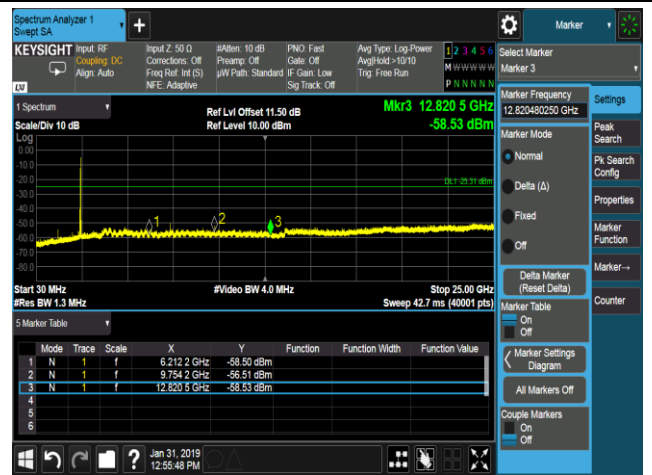 Spectrum Analyzer 1
Swept SA
Marker
KEYSIGHT
Input: RF
Coupling: DC
Align: Auto
Input Z: 50 Ω
Corrections: Off
Freq Ref: Int (S)
NFE: Adaptive
#Atten: 10 dB
Preamp: Off
µW Path: Standard
PNO: Fast
Gate: Off
IF Gain: Low
Sig Track: Off
Avg Type: Log-Power
Avg|Hold:>10/10
Trig: Free Run
1 2 3 4 5 6
M W W W W W
P N N N N N
LXI
Select Marker
Marker 3
1 Spectrum
Scale/Div 10 dB
Log
Ref Lvl Offset 11.50 dB
Ref Level 10.00 dBm
Mkr3 12.820 5 GHz
-58.53 dBm
0.00
-10.0
-20.0
-30.0
-40.0
-50.0
-60.0
-70.0
-80.0
DL1 -25.31 dBm
1
2
3
Start 30 MHz
#Res BW 1.3 MHz
#Video BW 4.0 MHz
Stop 25.00 GHz
Sweep 42.7 ms (40001 pts)
5 Marker Table
Mode Trace Scale X Y Function Function Width Function Value
1 N 1 f 6.212 2 GHz -58.50 dBm
2 N 1 f 9.754 2 GHz -56.51 dBm
3 N 1 f 12.820 5 GHz -58.53 dBm
4
5
6
Marker Frequency
12.820480250 GHz
Marker Mode
Normal
Delta (Δ)
Fixed
Off
Delta Marker
(Reset Delta)
Marker Table
On
Off
Marker Settings
Diagram
All Markers Off
Couple Markers
On
Off
Settings
Peak
Search
Pk Search
Config
Properties
Marker
Function
Marker→
Counter
?
Jan 31, 2019
12:55:48 PM